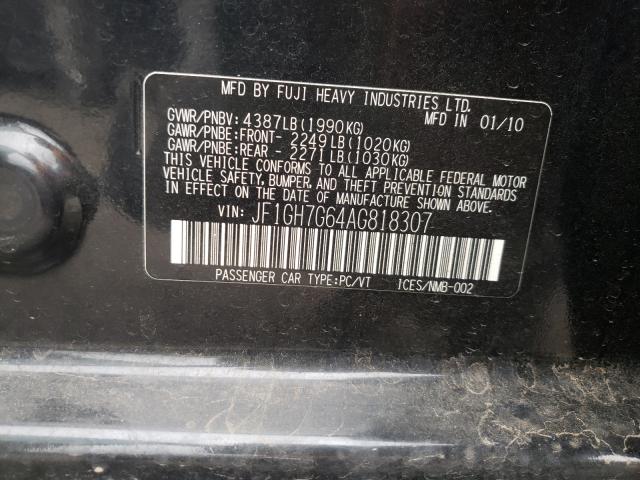 MFD BY FUJI HEAVY INDUSTRIES LTD.
MFD IN 01/10
GVWR/PNBV: 4387LB(1990KG)
GAWR/PNBE:FRONT- 2249LB(1020KG)
GAWR/PNBE:REAR - 2271LB(1030KG)
THIS VEHICLE CONFORMS TO ALL APPLICABLE FEDERAL MOTOR
VEHICLE SAFETY, BUMPER, AND THEFT PREVENTION STANDARDS
IN EFFECT ON THE DATE OF MANUFACTURE SHOWN ABOVE.
VIN: JF1GH7G64AG818307
PASSENGER CAR TYPE:PC/VT ICES/NMB-002